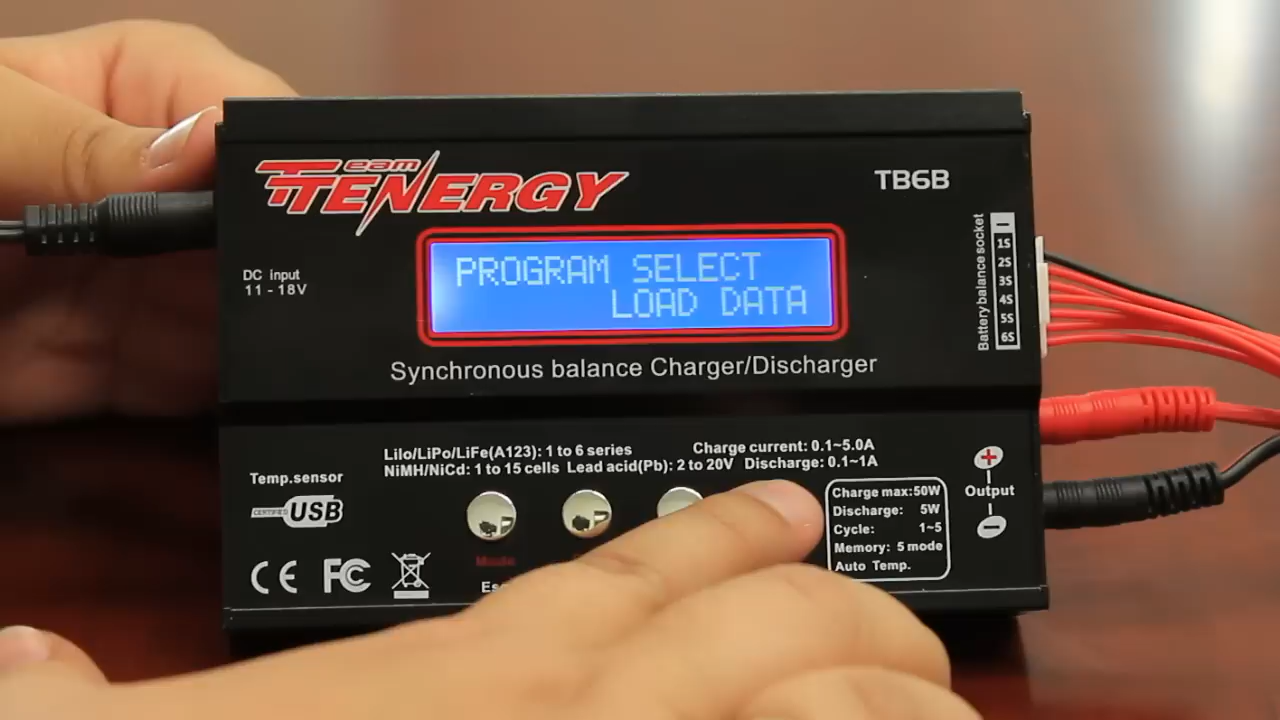 Team
TENERGY
TB6B
PROGRAM SELECT
LOAD DATA
DC input
11 - 18V
Battery balance socket
1S
2S
3S
4S
5S
6S
Synchronous balance Charger/Discharger
Lilo/LiPo/LiFe(A123): 1 to 6 series
Charge current: 0.1~5.0A
NiMH/NiCd: 1 to 15 cells Lead acid(Pb): 2 to 20V Discharge: 0.1~1A
Temp.sensor
CERTIFIED USB
CE FC
Charge max:50W
Discharge: 5W
Cycle: 1~5
Memory: 5 mode
Auto Temp.
+
Output
−